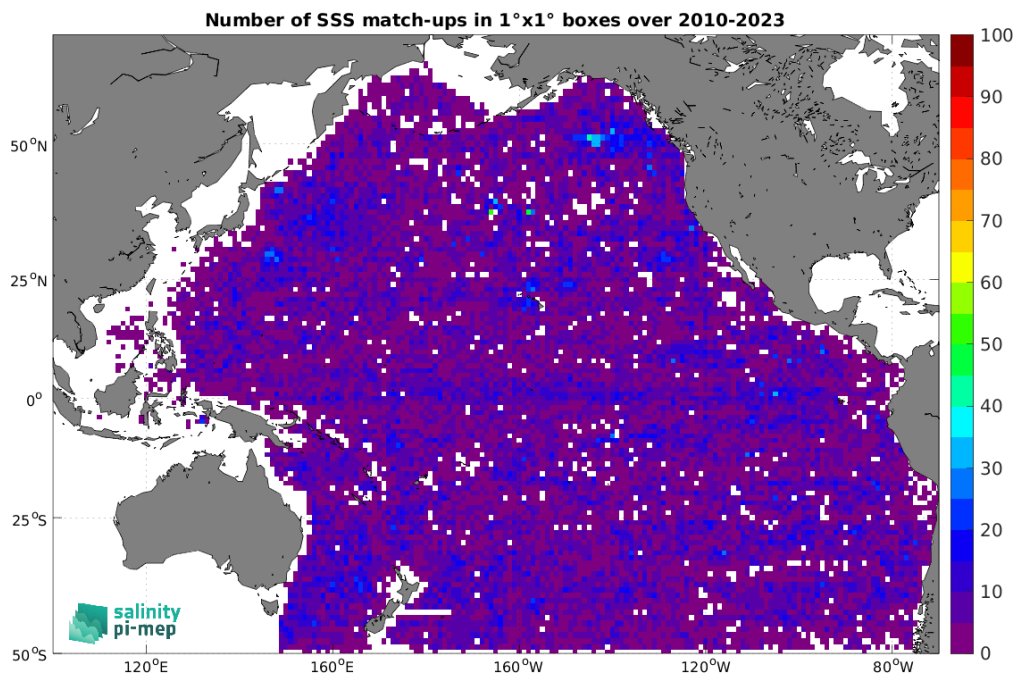 Number of SSS match-ups in 1°x1° boxes over 2010-2023
100
90
80
70
60
50
40
30
20
10
0
50°N
25°N
0°
25°S
50°S
120°E
160°E
160°W
120°W
80°W
salinity
pi-mep